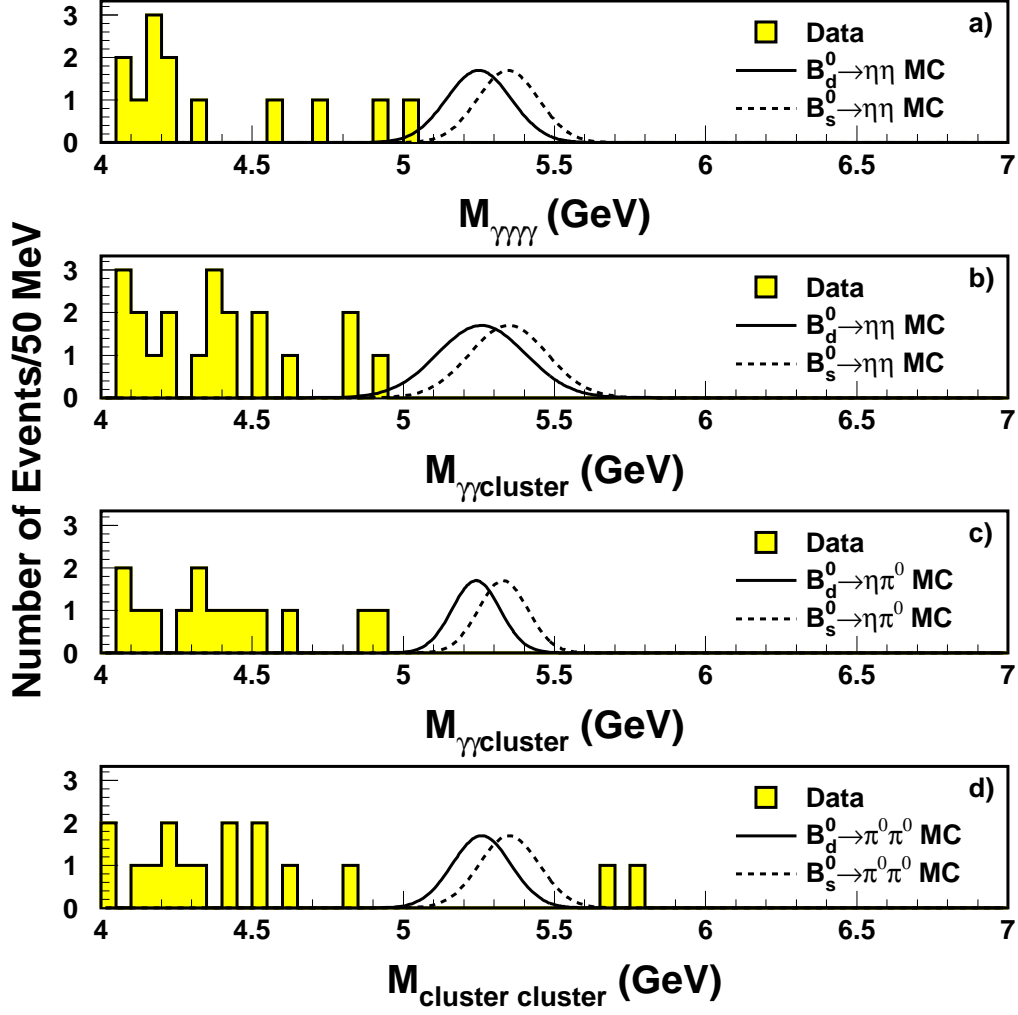 Number of Events/50 MeV
a)
3
2
1
0
Data
B⁰d→ηη MC
B⁰s→ηη MC
4 4.5 5 5.5 6 6.5 7
Mγγγγ (GeV)
b)
3
2
1
0
Data
B⁰d→ηη MC
B⁰s→ηη MC
4 4.5 5 5.5 6 6.5 7
Mγγcluster (GeV)
c)
3
2
1
0
Data
B⁰d→ηπ⁰ MC
B⁰s→ηπ⁰ MC
4 4.5 5 5.5 6 6.5 7
Mγγcluster (GeV)
d)
3
2
1
0
Data
B⁰d→π⁰π⁰ MC
B⁰s→π⁰π⁰ MC
4 4.5 5 5.5 6 6.5 7
Mcluster cluster (GeV)